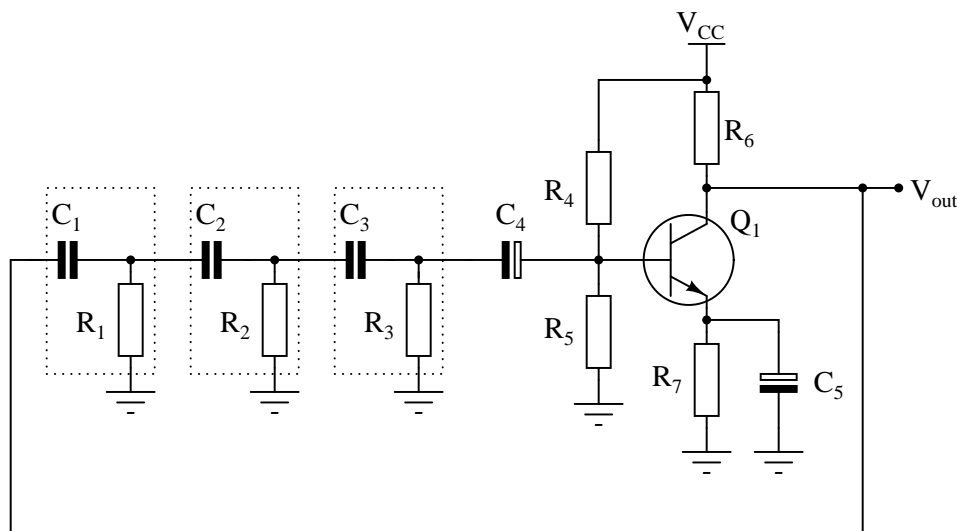 V_CC
R_6
R_4
V_out
C_1
C_2
C_3
C_4
Q_1
R_1
R_2
R_3
R_5
R_7
C_5